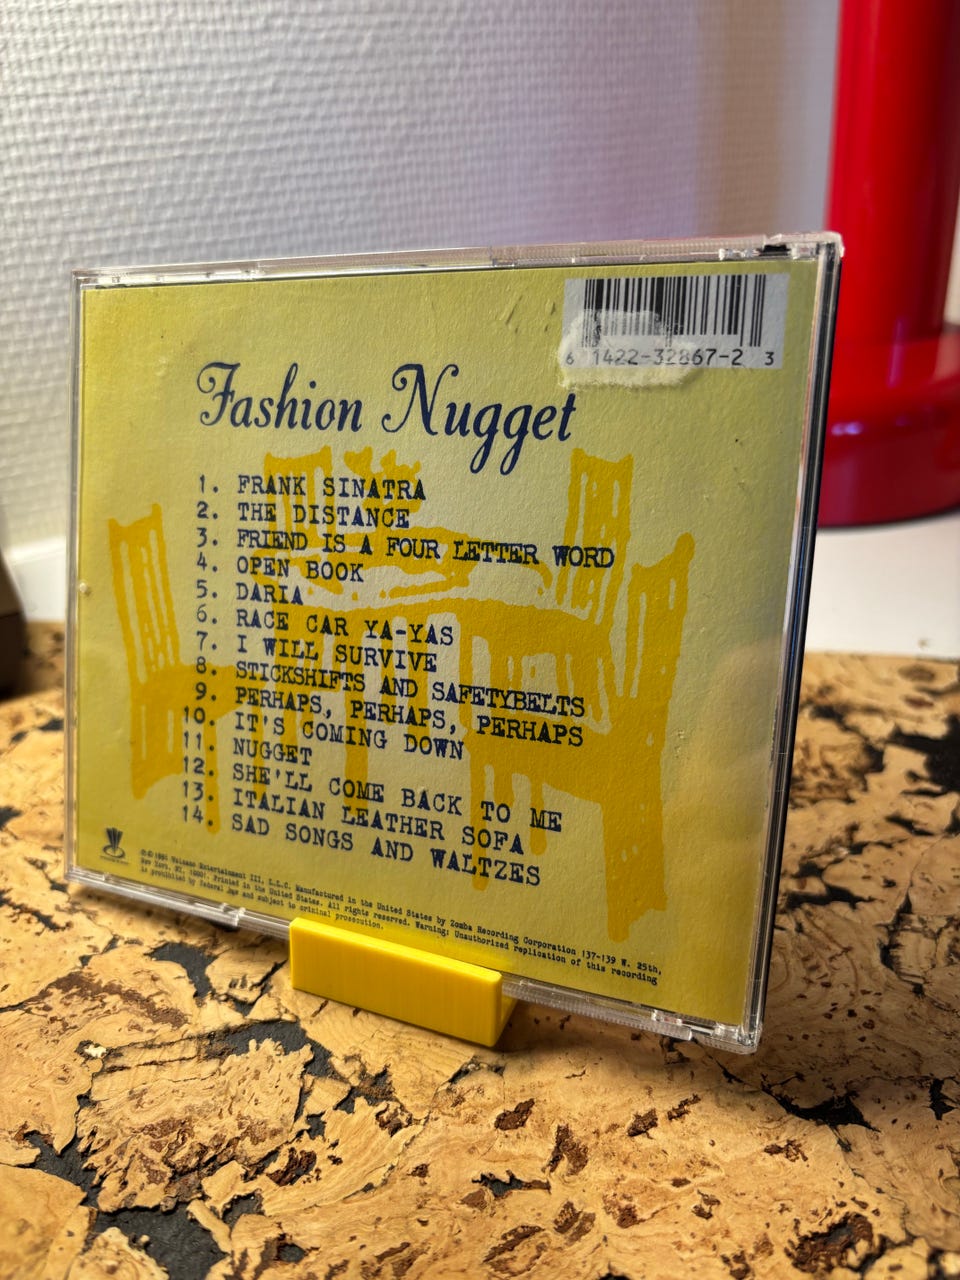 6 1422-32867-2 3
Fashion Nugget
1. FRANK SINATRA
2. THE DISTANCE
3. FRIEND IS A FOUR LETTER WORD
4. OPEN BOOK
5. DARIA
6. RACE CAR YA-YAS
7. I WILL SURVIVE
8. STICKSHIFTS AND SAFETYBELTS
9. PERHAPS, PERHAPS, PERHAPS
10. IT'S COMING DOWN
11. NUGGET
12. SHE'LL COME BACK TO ME
13. ITALIAN LEATHER SOFA
14. SAD SONGS AND WALTZES
Volcano Entertainment III, L.L.C. Manufactured in the United States by Zomba Recording Corporation 137-139 W. 25th,
New York, NY, 10001. Printed in the United States. All rights reserved. Warning: Unauthorized replication of this recording
is prohibited by Federal law and subject to criminal prosecution.